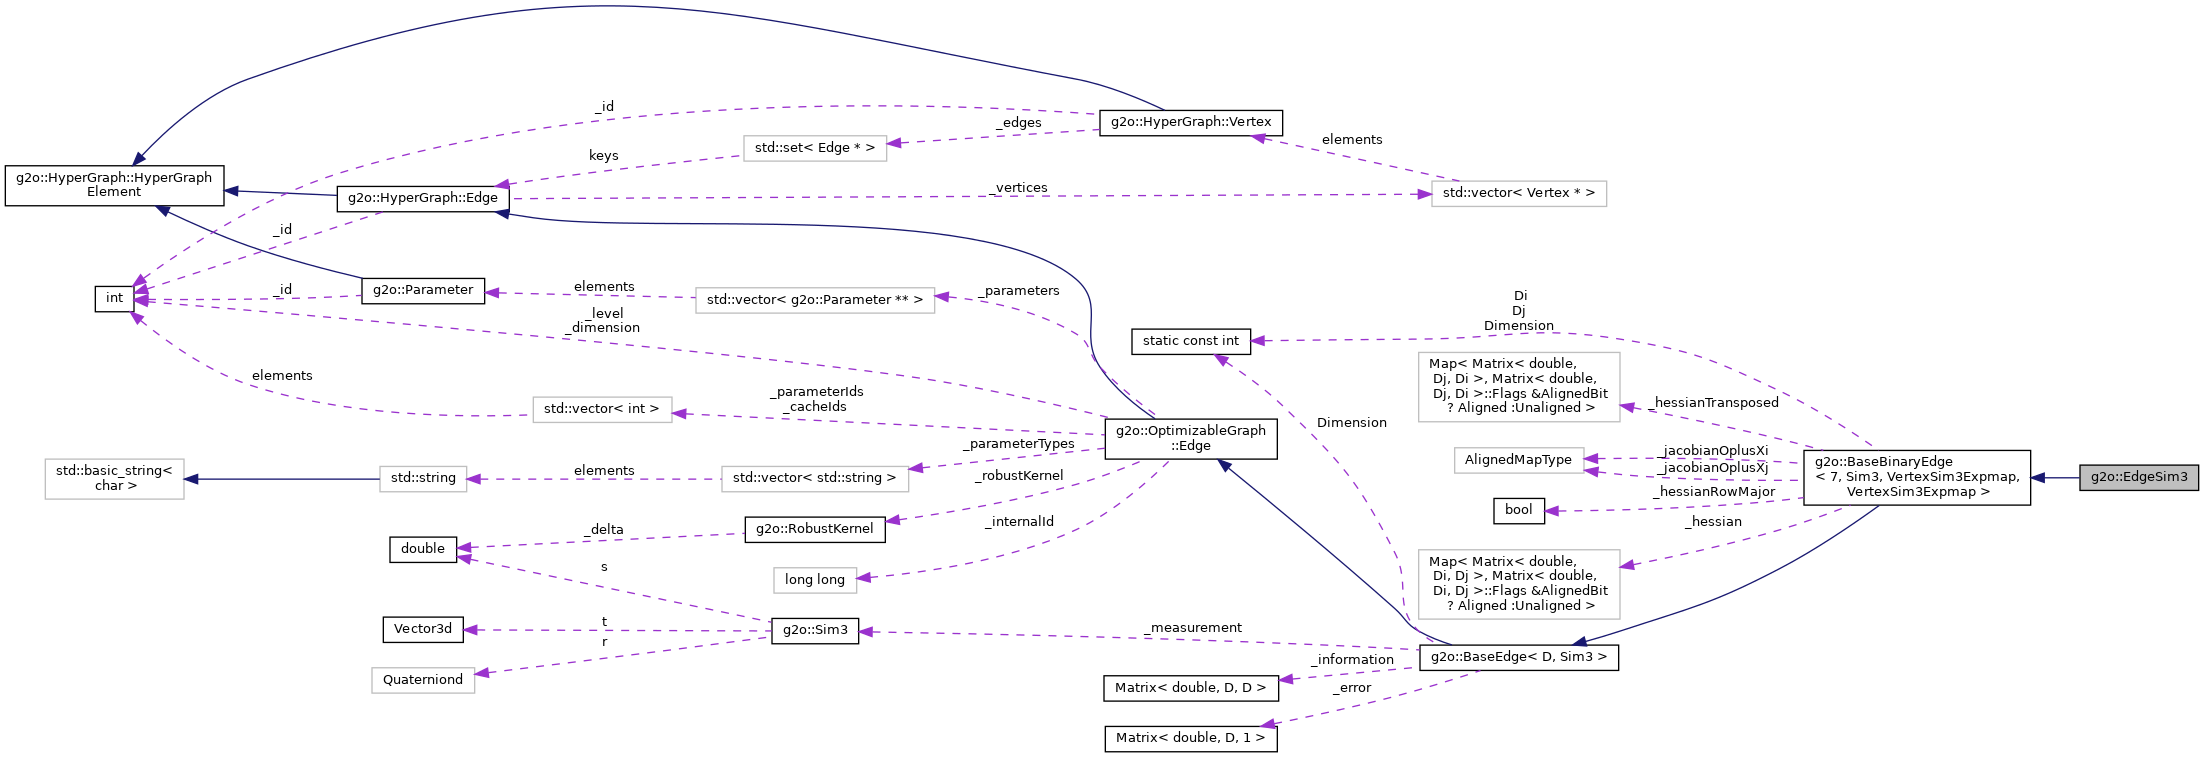 _id
g2o::HyperGraph::Vertex
_edges
elements
std::set< Edge * >
keys
g2o::HyperGraph::HyperGraph
Element
_vertices
std::vector< Vertex * >
g2o::HyperGraph::Edge
_id
int
_id
g2o::Parameter
elements
std::vector< g2o::Parameter ** >
_parameters
_level
_dimension
Di
Dj
Dimension
static const int
Map< Matrix< double,
Dj, Di >, Matrix< double,
Dj, Di >::Flags &AlignedBit
? Aligned :Unaligned >
_hessianTransposed
elements
std::vector< int >
_parameterIds
_cacheIds
Dimension
g2o::OptimizableGraph
::Edge
_parameterTypes
_jacobianOplusXi
AlignedMapType
_jacobianOplusXj
g2o::BaseBinaryEdge
< 7, Sim3, VertexSim3Expmap,
VertexSim3Expmap >
g2o::EdgeSim3
std::basic_string<
char >
std::string
elements
std::vector< std::string >
_robustKernel
_hessianRowMajor
bool
_hessian
_internalId
g2o::RobustKernel
_delta
double
s
long long
Map< Matrix< double,
Di, Dj >, Matrix< double,
Di, Dj >::Flags &AlignedBit
? Aligned :Unaligned >
Vector3d
t
r
g2o::Sim3
_measurement
g2o::BaseEdge< D, Sim3 >
Quaterniond
_information
Matrix< double, D, D >
_error
Matrix< double, D, 1 >